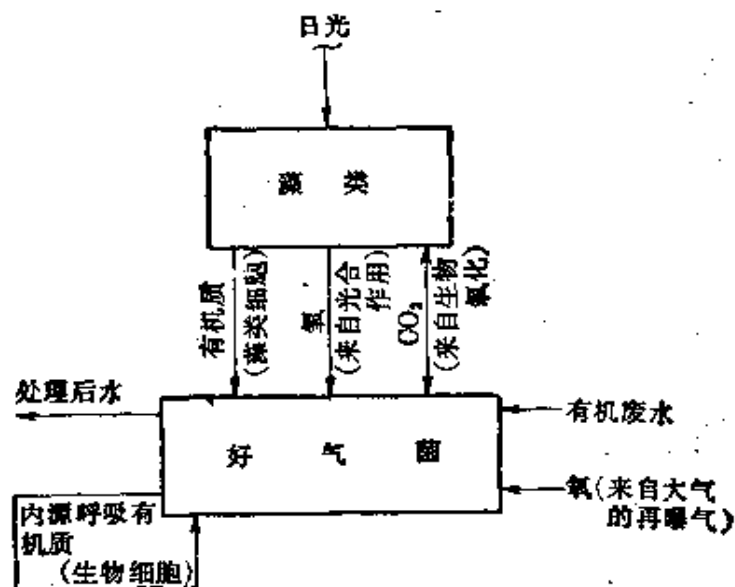 日光
藻类
有机质
(藻类细胞)
氧
(来自光合
作用)
CO₂
(来自生物
氧化)
处理后水
好气菌
有机废水
氧(来自大气
的再曝气)
内源呼吸有
机质
(生物细胞)